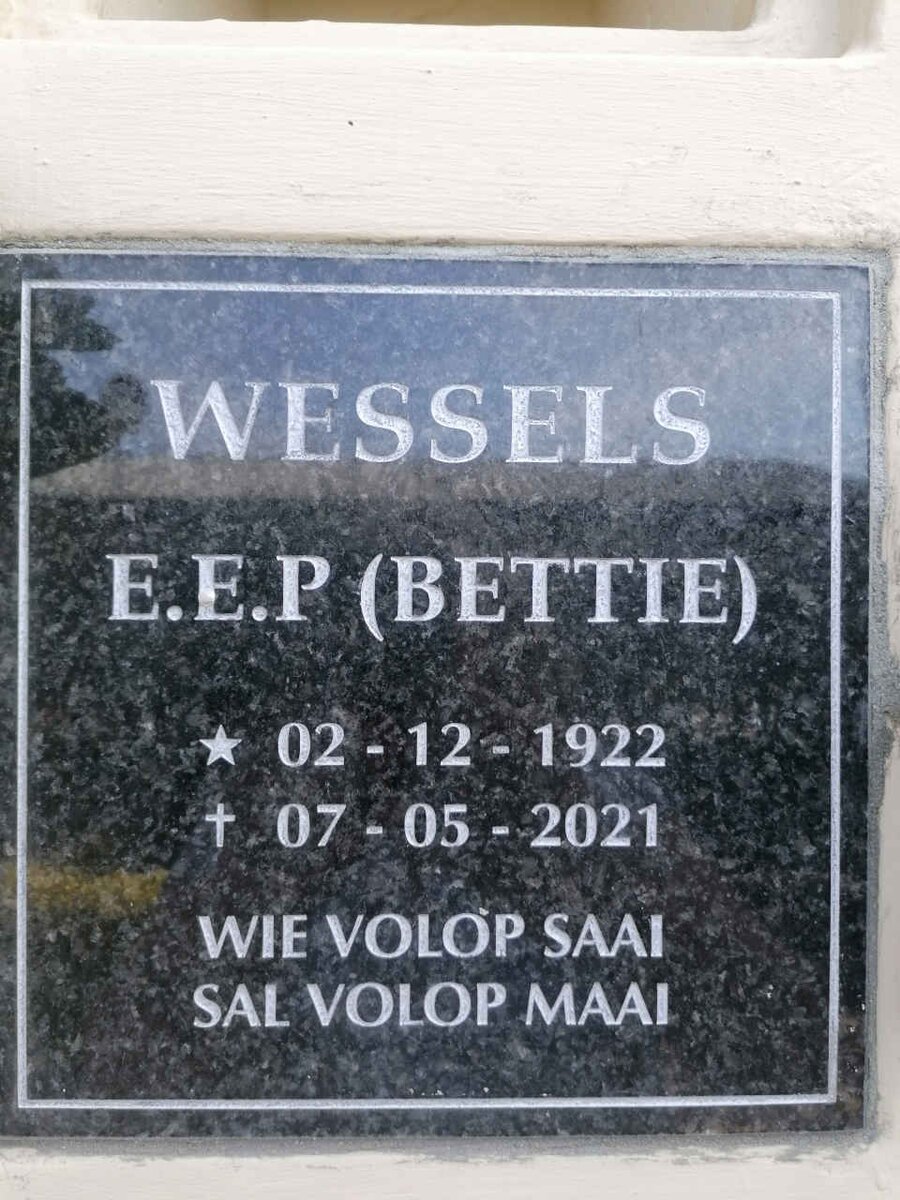 WESSELS
E.E.P (BETTIE)
★ 02 - 12 - 1922
✝ 07 - 05 - 2021
WIE VOLOP SAAI
SAL VOLOP MAAI